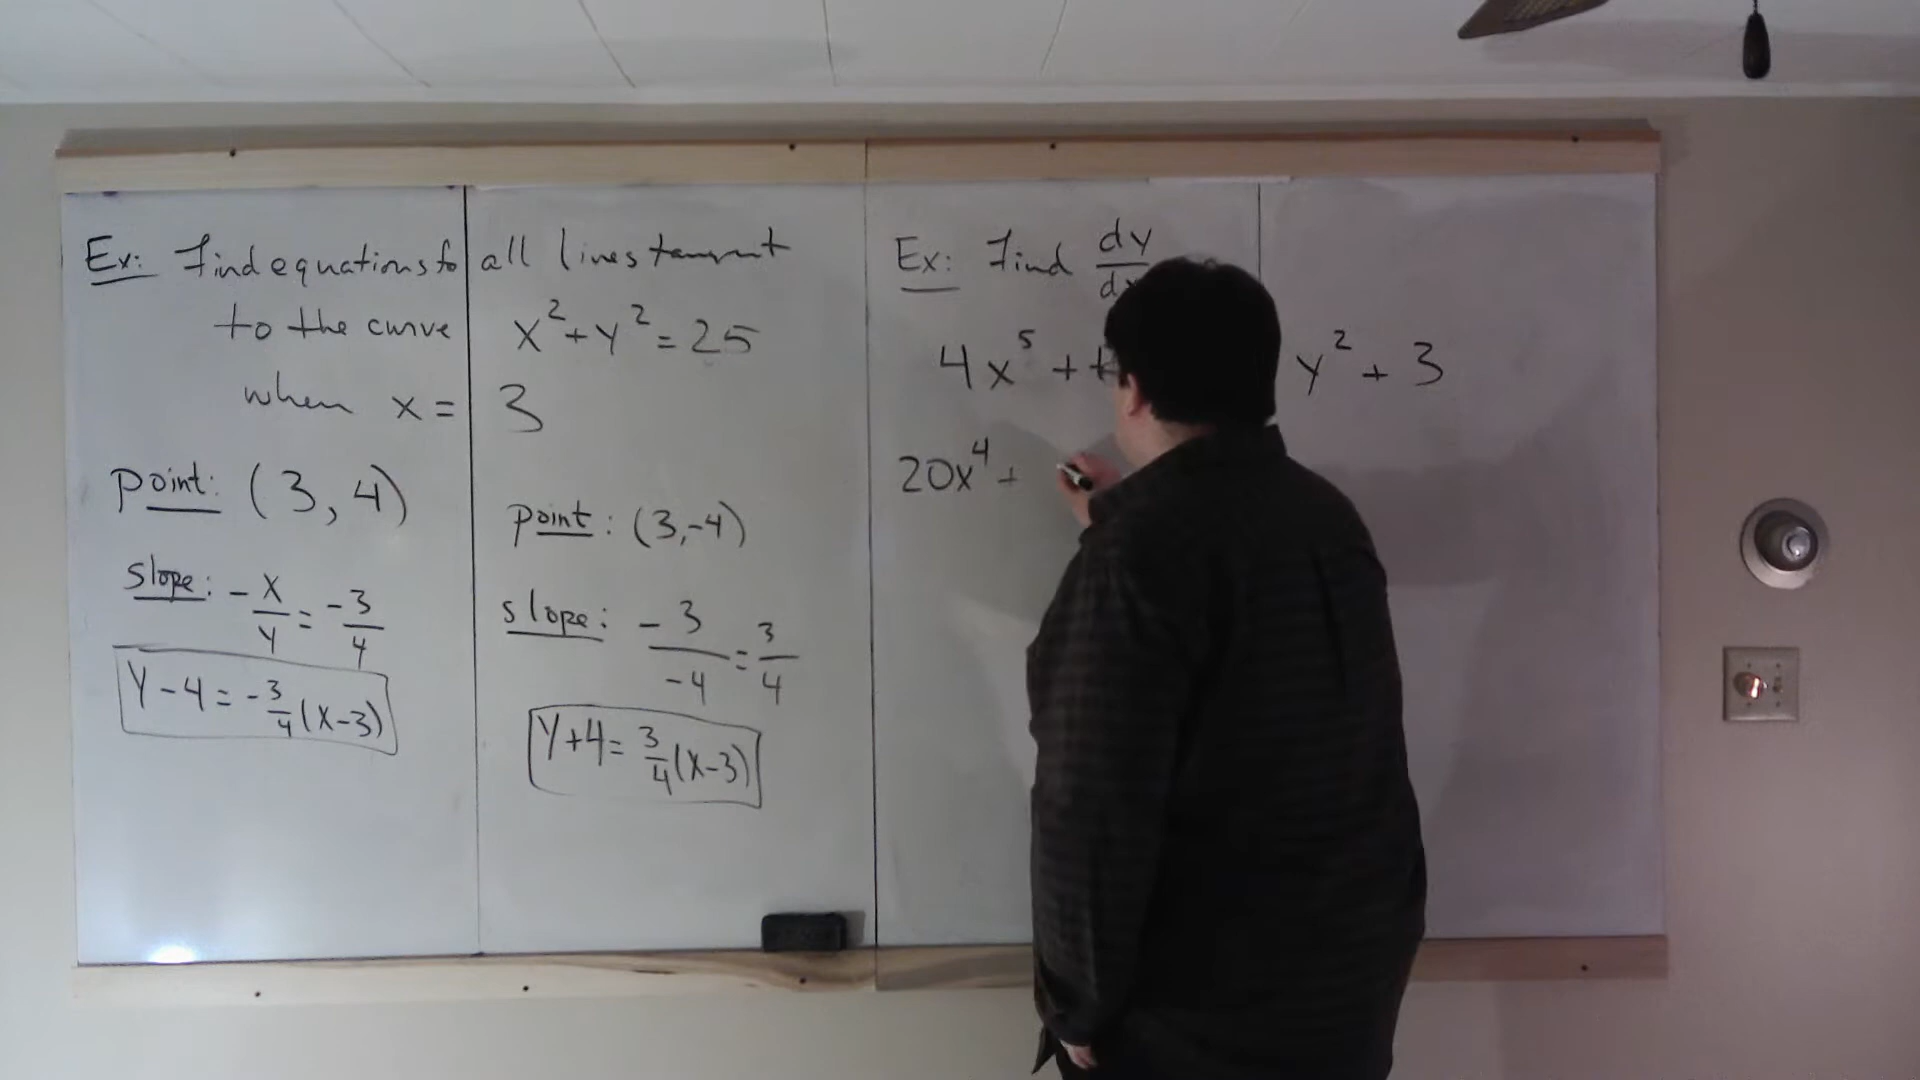 Ex: Find equations to all lines tangent
to the curve x² + y² = 25
when x = 3
point: (3, 4)
slope: -x/y = -3/4
y - 4 = -3/4 (x - 3)
point: (3, -4)
slope: -3/-4 = 3/4
y + 4 = 3/4 (x - 3)
Ex: Find dy/dx
4x⁵ + y² + 3
20x⁴ +